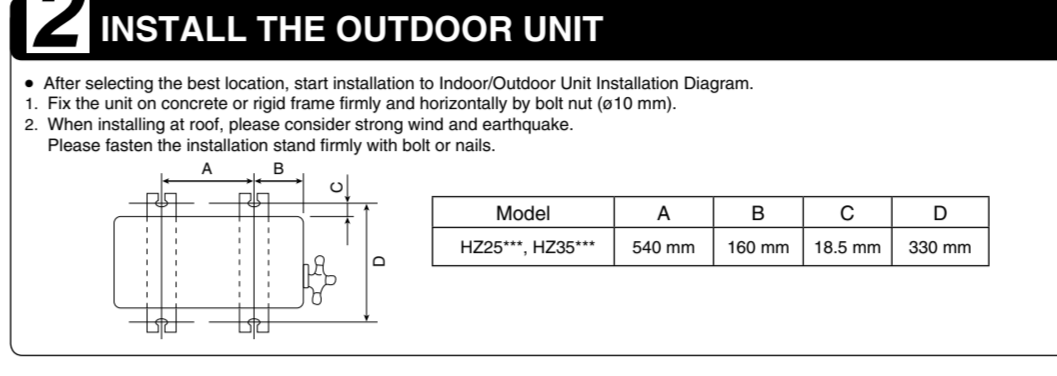 2 INSTALL THE OUTDOOR UNIT
● After selecting the best location, start installation to Indoor/Outdoor Unit Installation Diagram.
1. Fix the unit on concrete or rigid frame firmly and horizontally by bolt nut (ø10 mm).
2. When installing at roof, please consider strong wind and earthquake.
Please fasten the installation stand firmly with bolt or nails.
A B
C
D
Model A B C D
HZ25***, HZ35*** 540 mm 160 mm 18.5 mm 330 mm